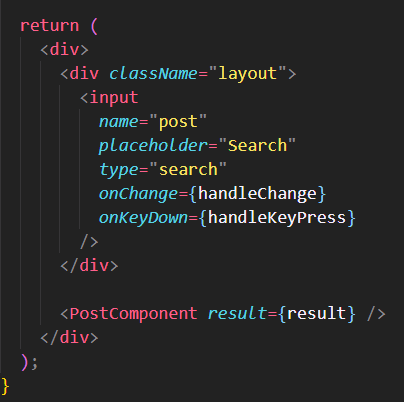 return (
<div>
<div className="layout">
<input
name="post"
placeholder="Search"
type="search"
onChange={handleChange}
onKeyDown={handleKeyPress}
/>
</div>
<PostComponent result={result} />
</div>
);
}